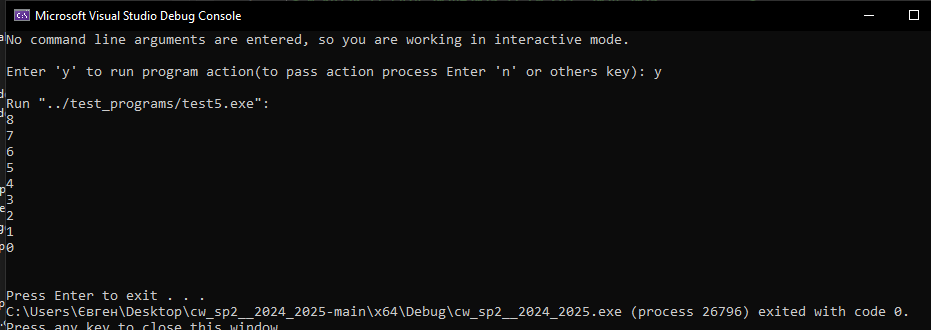 Microsoft Visual Studio Debug Console
No command line arguments are entered, so you are working in interactive mode.
Enter 'y' to run program action(to pass action process Enter 'n' or others key): y
Run "../test_programs/test5.exe":
8
7
6
5
4
3
2
1
0
Press Enter to exit . . .
C:\Users\Євген\Desktop\cw_sp2__2024_2025-main\x64\Debug\cw_sp2__2024_2025.exe (process 26796) exited with code 0.
Press any key to close this window